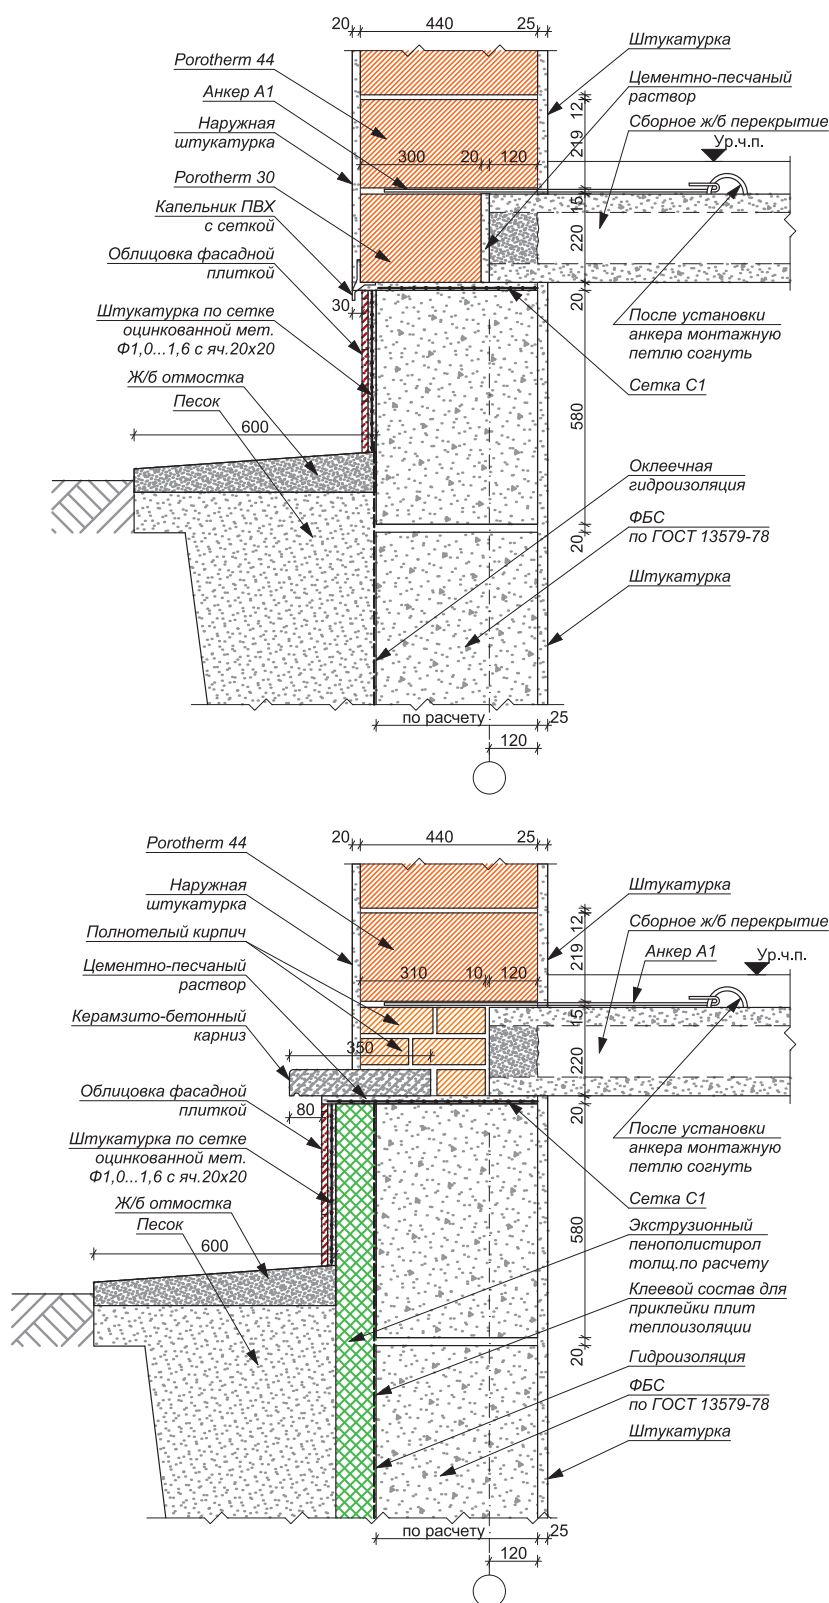 20
440
25
Porotherm 44
Анкер А1
Наружная
штукатурка
Porotherm 30
Капельник ПВХ
с сеткой
Облицовка фасадной
плиткой
30
Штукатурка по сетке
оцинкованной мет.
Ф1,0...1,6 с яч.20х20
Ж/б отмостка
Песок
600
300
20
120
Штукатурка
Цементно-песчаный
раствор
Сборное ж/б перекрытие
Ур.ч.п.
12
219
15
220
20
580
20
После установки
анкера монтажную
петлю согнуть
Сетка С1
Оклеечная
гидроизоляция
ФБС
по ГОСТ 13579-78
Штукатурка
по расчету
25
120
20
440
25
Porotherm 44
Наружная
штукатурка
Полнотелый кирпич
Цементно-песчаный
раствор
Керамзито-бетонный
карниз
350
Облицовка фасадной
плиткой
80
Штукатурка по сетке
оцинкованной мет.
Ф1,0...1,6 с яч.20х20
Ж/б отмостка
Песок
600
310
10
120
Штукатурка
Сборное ж/б перекрытие
Анкер А1
Ур.ч.п.
12
219
15
220
20
580
20
После установки
анкера монтажную
петлю согнуть
Сетка С1
Экструзионный
пенополистирол
толщ.по расчету
Клеевой состав для
приклейки плит
теплоизоляции
Гидроизоляция
ФБС
по ГОСТ 13579-78
Штукатурка
по расчету
25
120